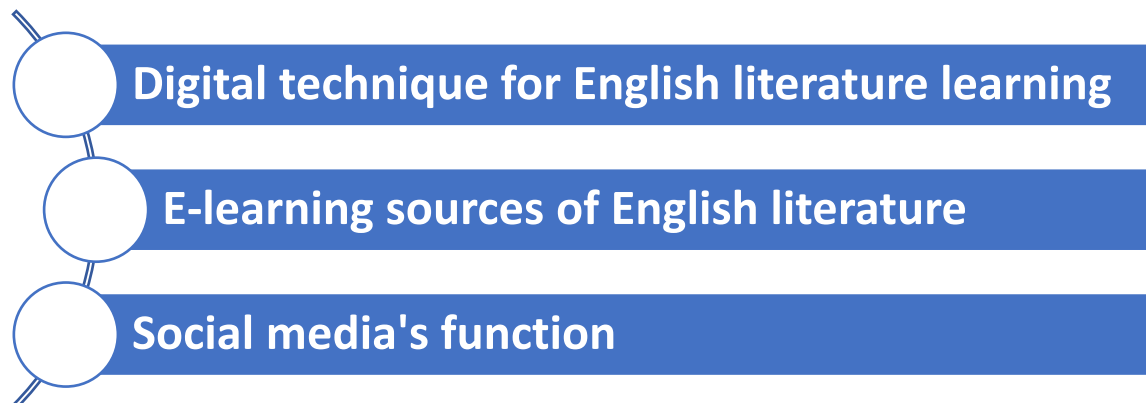 Digital technique for English literature learning
E-learning sources of English literature
Social media's function